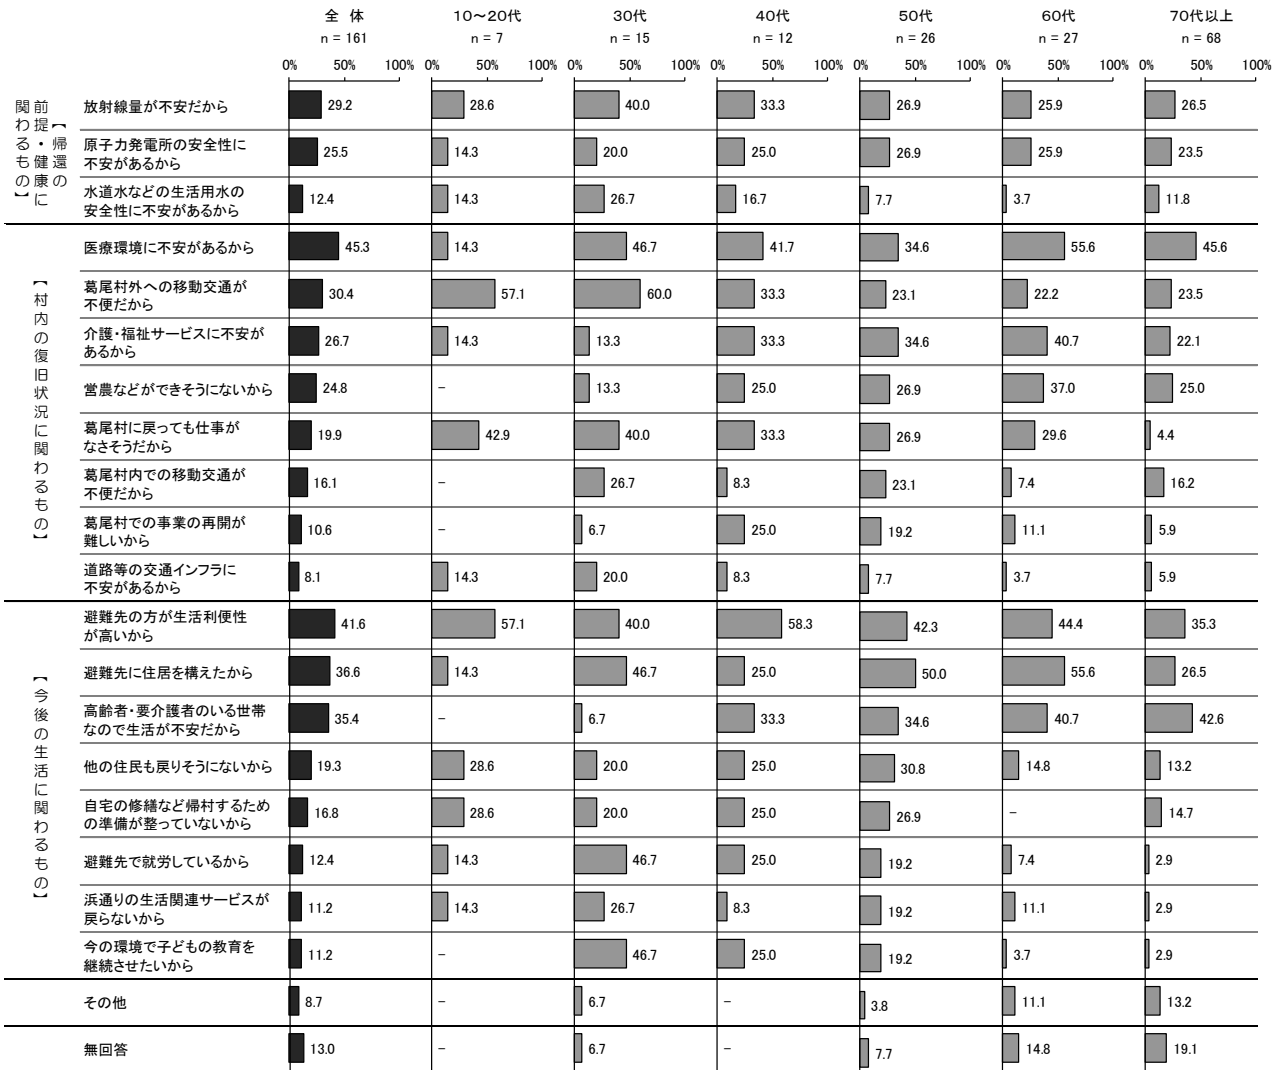 全 体 10～20代 30代 40代 50代 60代 70代以上
n = 161 n = 7 n = 15 n = 12 n = 26 n = 27 n = 68
0% 50% 100% 0% 50% 100% 0% 50% 100% 0% 50% 100% 0% 50% 100% 0% 50% 100% 0% 50% 100%
【帰還の前提・健康に関わるもの】
放射線量が不安だから 29.2 28.6 40.0 33.3 26.9 25.9 26.5
原子力発電所の安全性に
不安があるから 25.5 14.3 20.0 25.0 26.9 25.9 23.5
水道水などの生活用水の
安全性に不安があるから 12.4 14.3 26.7 16.7 7.7 3.7 11.8
【村内の復旧状況に関わるもの】
医療環境に不安があるから 45.3 14.3 46.7 41.7 34.6 55.6 45.6
葛尾村外への移動交通が
不便だから 30.4 57.1 60.0 33.3 23.1 22.2 23.5
介護・福祉サービスに不安が
あるから 26.7 14.3 13.3 33.3 34.6 40.7 22.1
営農などができそうにないから 24.8 － 13.3 25.0 26.9 37.0 25.0
葛尾村に戻っても仕事が
なさそうだから 19.9 42.9 40.0 33.3 26.9 29.6 4.4
葛尾村内での移動交通が
不便だから 16.1 － 26.7 8.3 23.1 7.4 16.2
葛尾村での事業の再開が
難しいから 10.6 － 6.7 25.0 19.2 11.1 5.9
道路等の交通インフラに
不安があるから 8.1 14.3 20.0 8.3 7.7 3.7 5.9
【今後の生活に関わるもの】
避難先の方が生活利便性
が高いから 41.6 57.1 40.0 58.3 42.3 44.4 35.3
避難先に住居を構えたから 36.6 14.3 46.7 25.0 50.0 55.6 26.5
高齢者・要介護者のいる世帯
なので生活が不安だから 35.4 － 6.7 33.3 34.6 40.7 42.6
他の住民も戻りそうにないから 19.3 28.6 20.0 25.0 30.8 14.8 13.2
自宅の修繕など帰村するため
の準備が整っていないから 16.8 28.6 20.0 25.0 26.9 － 14.7
避難先で就労しているから 12.4 14.3 46.7 25.0 19.2 7.4 2.9
浜通りの生活関連サービスが
戻らないから 11.2 14.3 26.7 8.3 19.2 11.1 2.9
今の環境で子どもの教育を
継続させたいから 11.2 － 46.7 25.0 19.2 3.7 2.9
その他 8.7 － 6.7 － 3.8 11.1 13.2
無回答 13.0 － 6.7 － 7.7 14.8 19.1